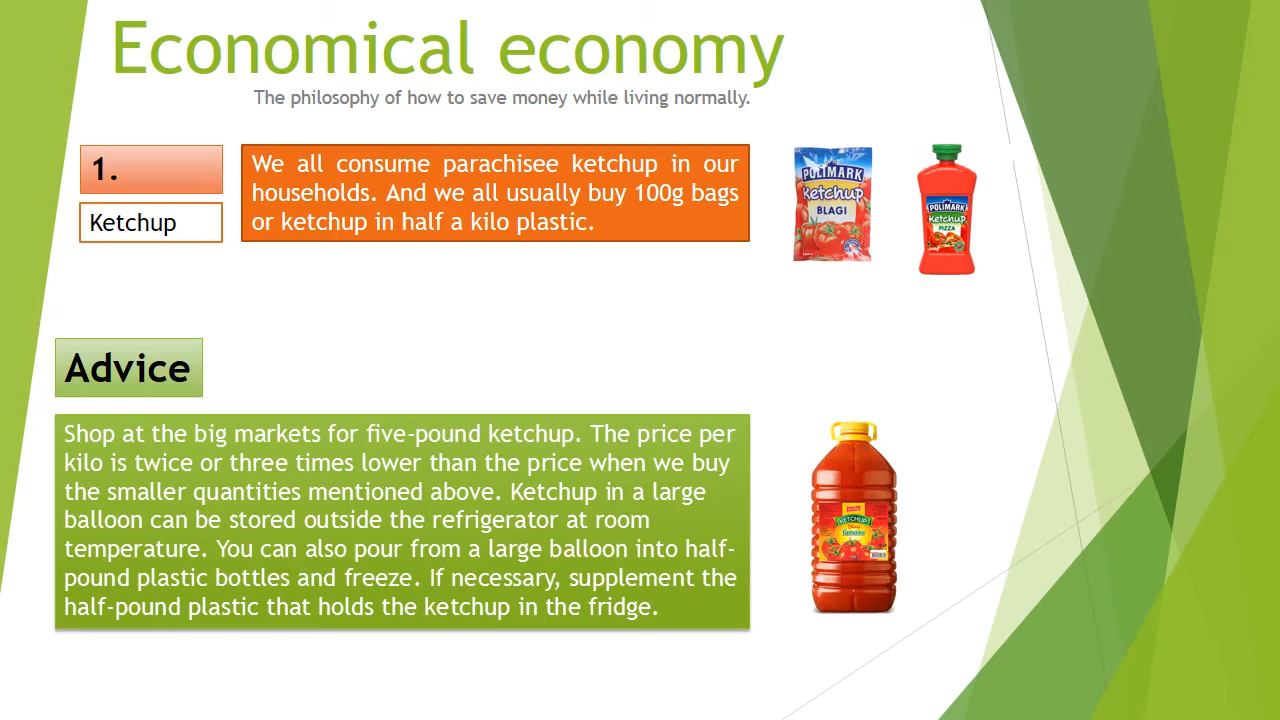 Economical economy
The philosophy of how to save money while living normally.
1.
We all consume parachisee ketchup in our
households. And we all usually buy 100g bags
or ketchup in half a kilo plastic.
Ketchup
POLIMARK
Ketchup
BLAGI
POLIMARK
Ketchup
PIZZA
Advice
Shop at the big markets for five-pound ketchup. The price per
kilo is twice or three times lower than the price when we buy
the smaller quantities mentioned above. Ketchup in a large
balloon can be stored outside the refrigerator at room
temperature. You can also pour from a large balloon into half-
pound plastic bottles and freeze. If necessary, supplement the
half-pound plastic that holds the ketchup in the fridge.
KETCHUP
Blagi
famoso